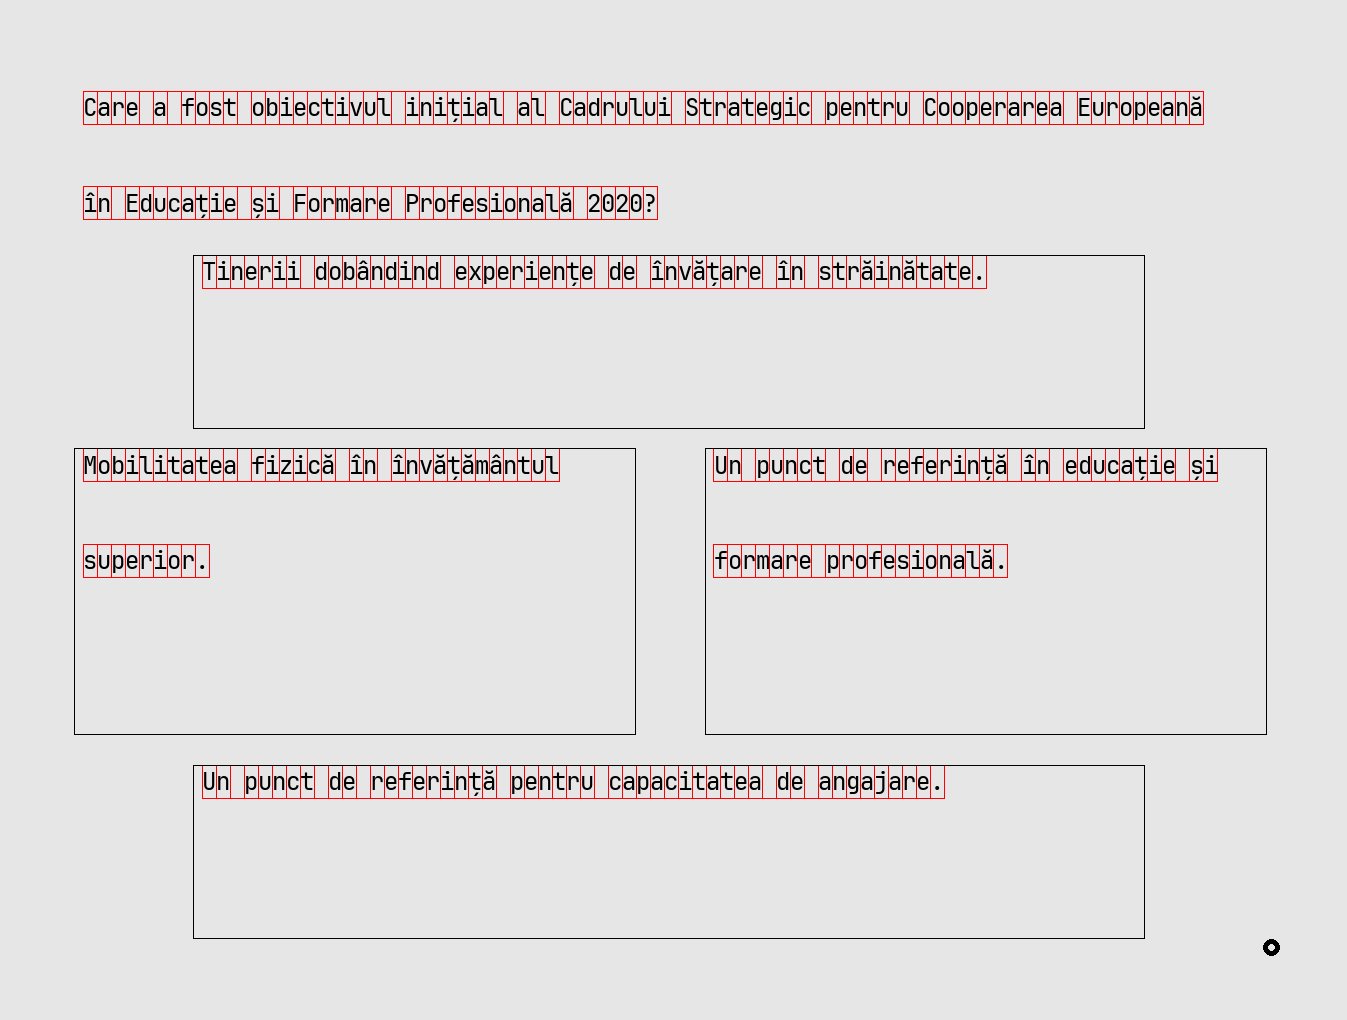 Care a fost obiectivul inițial al Cadrului Strategic pentru Cooperarea Europeană
în Educație și Formare Profesională 2020?
Tinerii dobândind experiențe de învățare în străinătate.
Mobilitatea fizică în învățământul
superior.
Un punct de referință în educație și
formare profesională.
Un punct de referință pentru capacitatea de angajare.